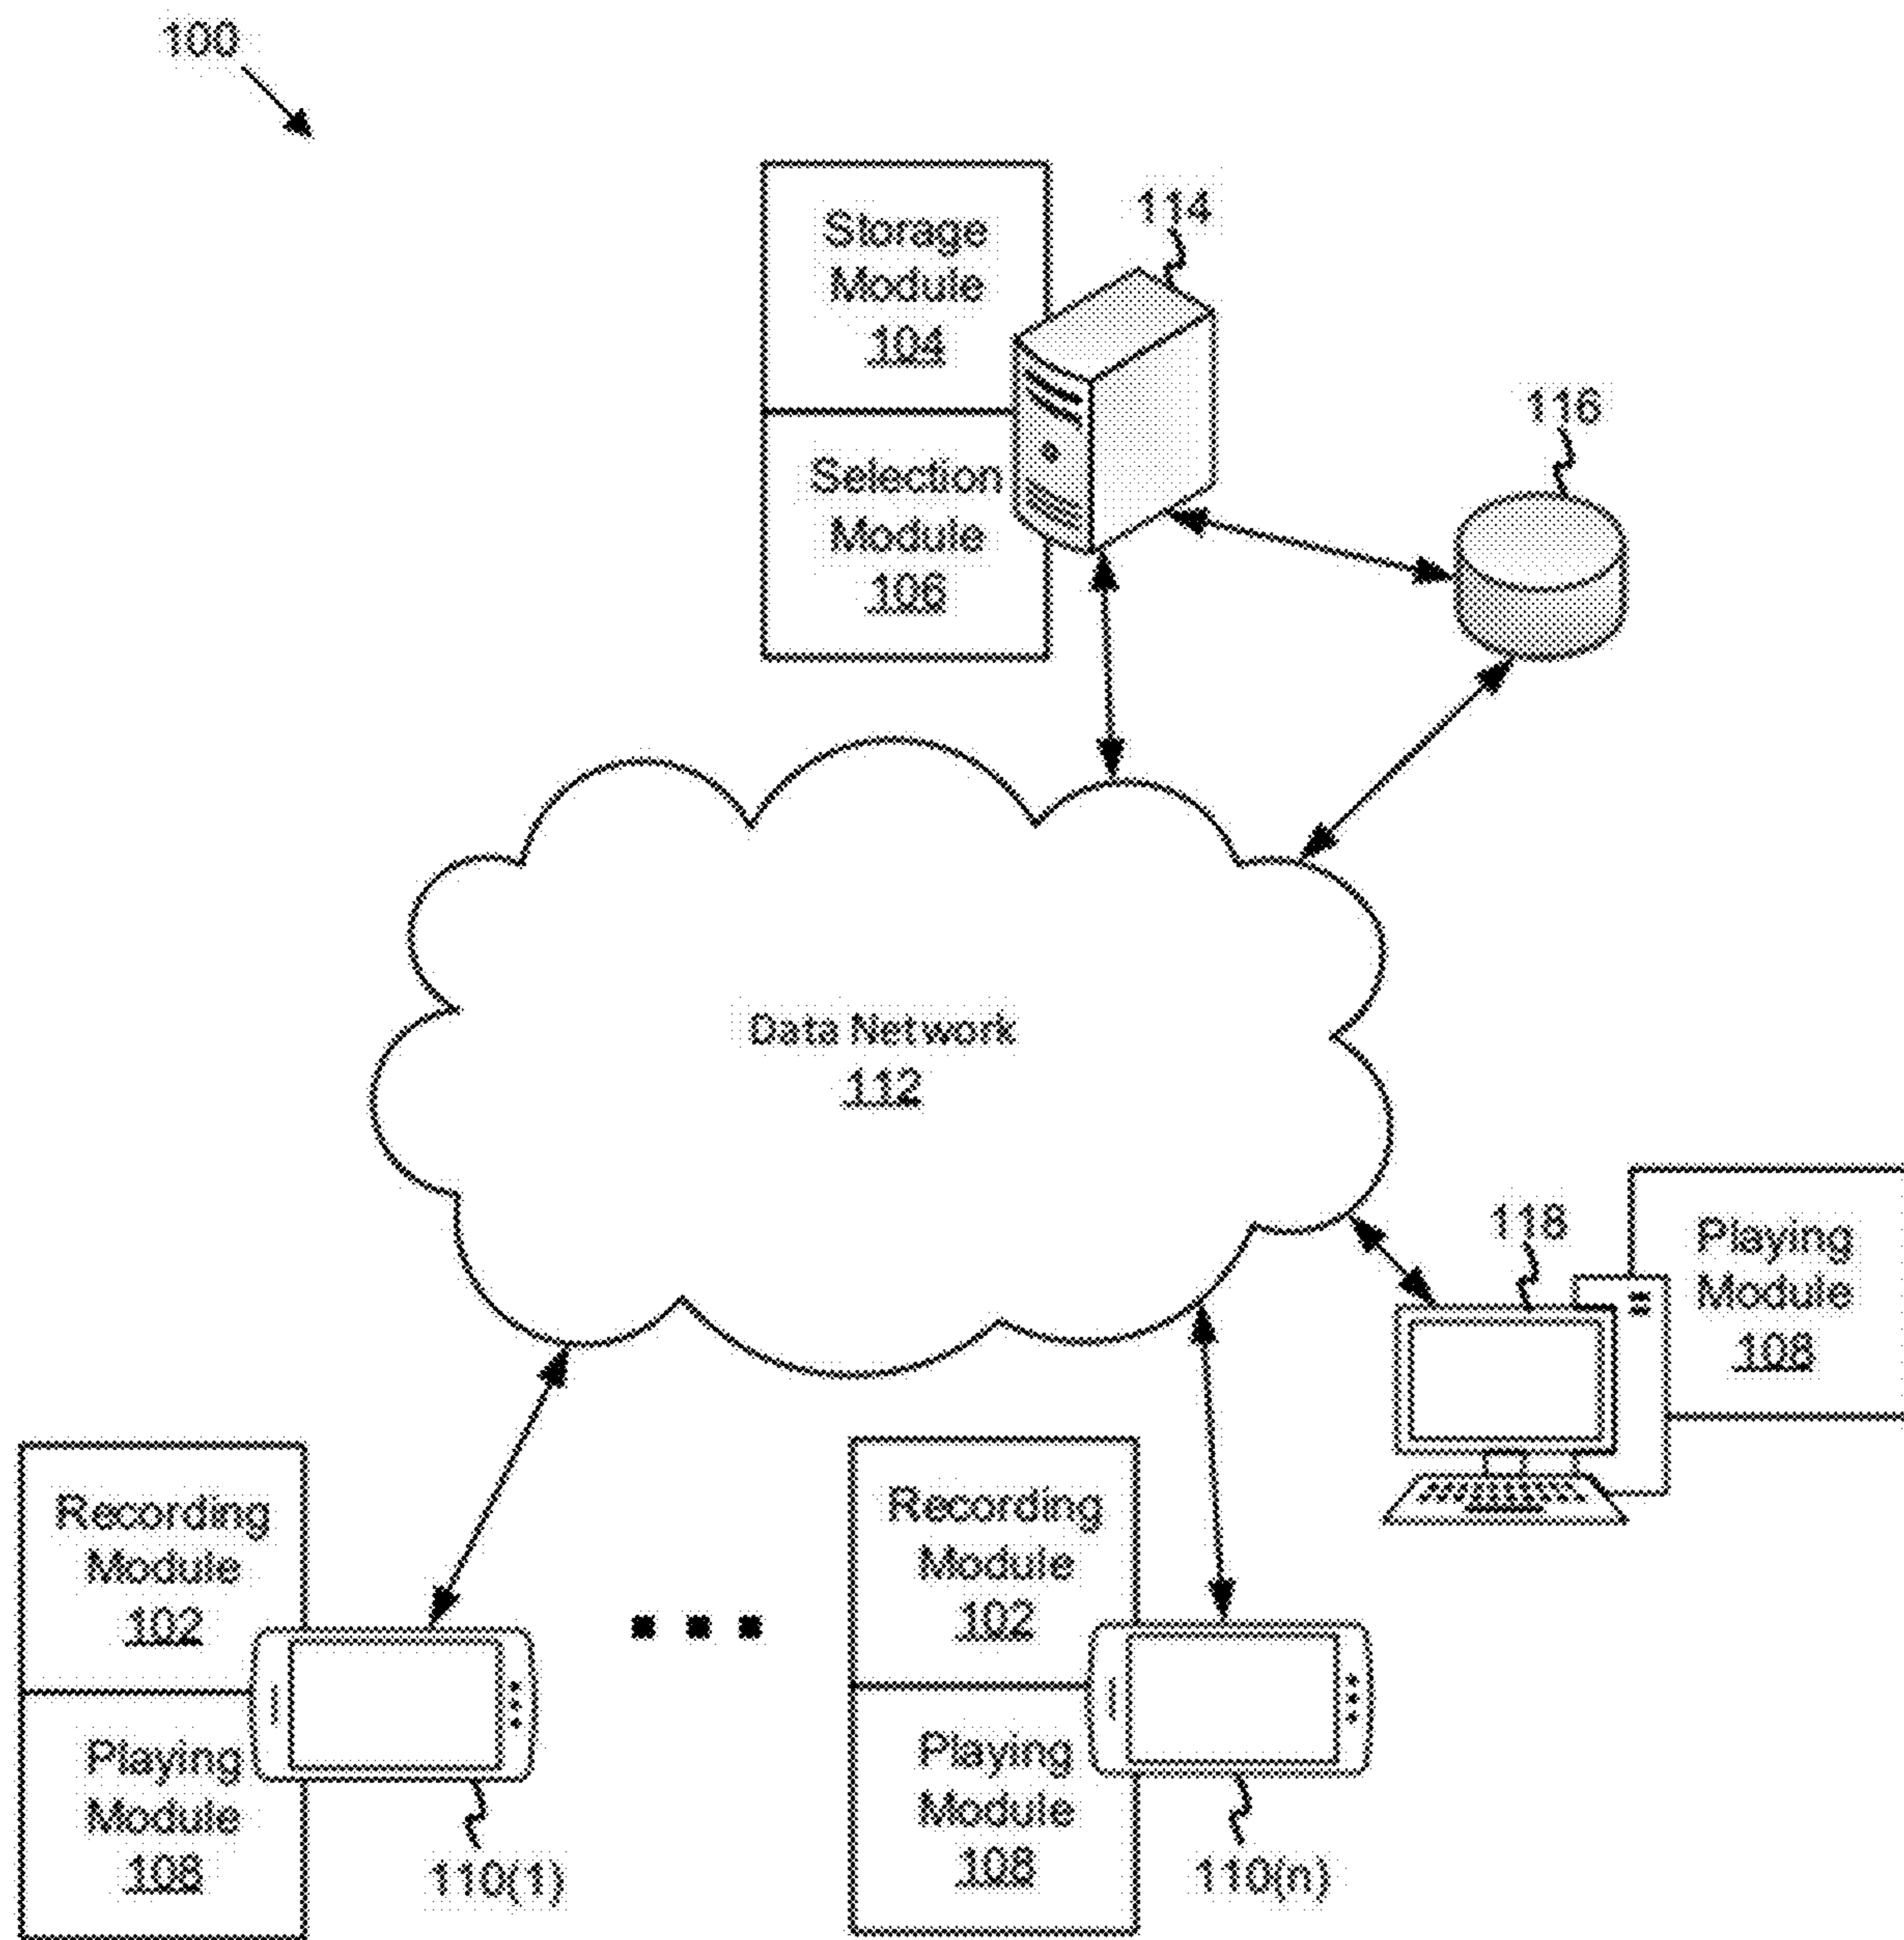 100
Storage
Module
104
114
Selection
Module
106
116
Data Network
112
118
Playing
Module
108
Recording
Module
102
Playing
Module
108
110(1)
Recording
Module
102
Playing
Module
108
110(n)